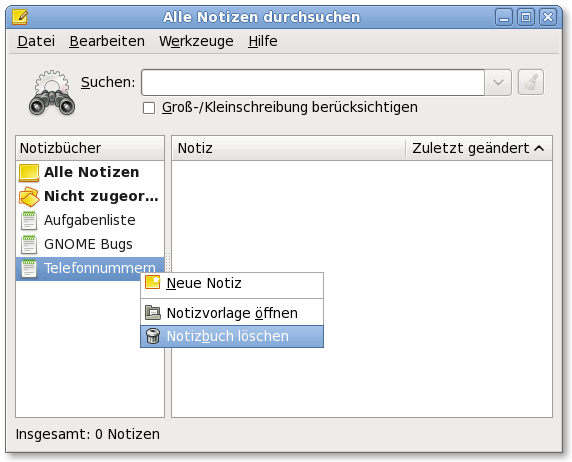 Alle Notizen durchsuchen
Datei Bearbeiten Werkzeuge Hilfe
Suchen:
Groß-/Kleinschreibung berücksichtigen
Notizbücher Notiz Zuletzt geändert
Alle Notizen
Nicht zugeor...
Aufgabenliste
GNOME Bugs
Telefonnummern
Neue Notiz
Notizvorlage öffnen
Notizbuch löschen
Insgesamt: 0 Notizen